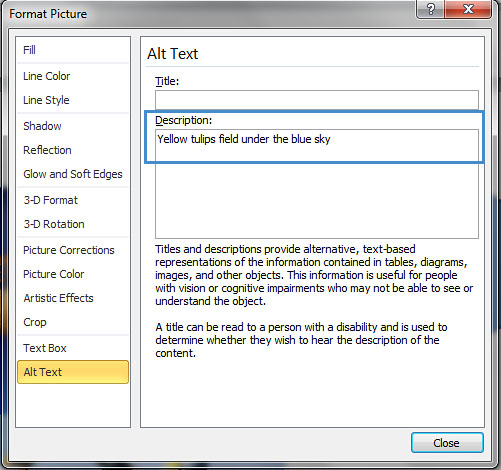 Format Picture
Fill
Line Color
Line Style
Shadow
Reflection
Glow and Soft Edges
3-D Format
3-D Rotation
Picture Corrections
Picture Color
Artistic Effects
Crop
Text Box
Alt Text
Alt Text
Title:
Description:
Yellow tulips field under the blue sky
Titles and descriptions provide alternative, text-based
representations of the information contained in tables, diagrams,
images, and other objects. This information is useful for people
with vision or cognitive impairments who may not be able to see or
understand the object.
A title can be read to a person with a disability and is used to
determine whether they wish to hear the description of the
content.
Close